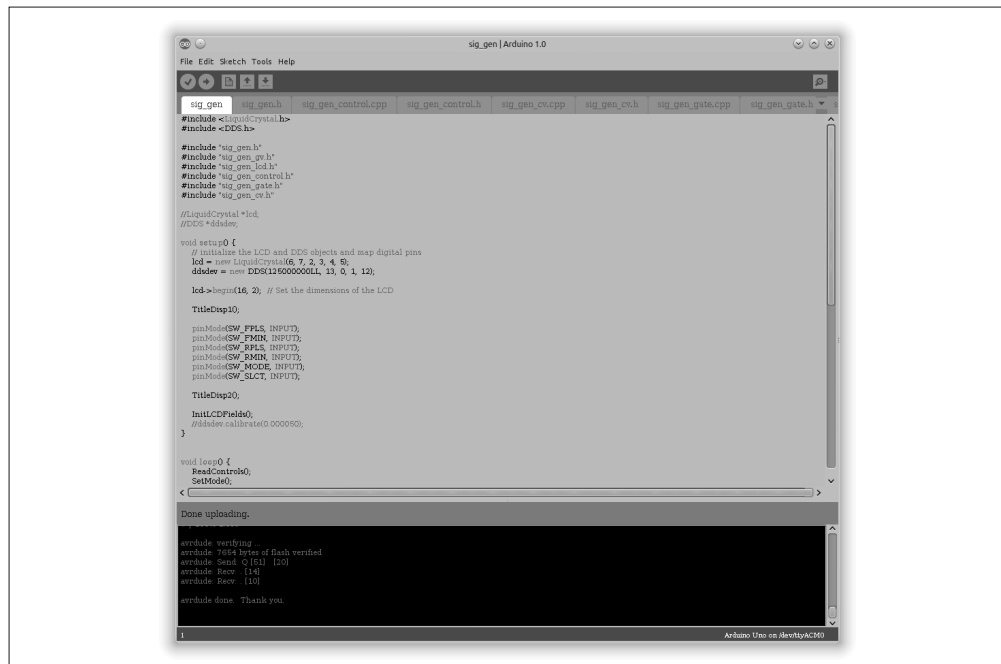 sig_gen | Arduino 1.0
File Edit Sketch Tools Help
sig_gen sig_gen.h sig_gen_control.cpp sig_gen_control.h sig_gen_cv.cpp sig_gen_cv.h sig_gen_gate.cpp sig_gen_gate.h
#include <LiquidCrystal.h>
#include <DDS.h>
#include "sig_gen.h"
#include "sig_gen_gv.h"
#include "sig_gen_lcd.h"
#include "sig_gen_control.h"
#include "sig_gen_gate.h"
#include "sig_gen_cv.h"
//LiquidCrystal *lcd;
//DDS *ddsdev;
void setup() {
// initialize the LCD and DDS objects and map digital pins
lcd = new LiquidCrystal(6, 7, 2, 3, 4, 5);
ddsdev = new DDS(125000000LL, 13, 0, 1, 12);
lcd->begin(16, 2); // Set the dimensions of the LCD
TitleDisp1();
pinMode(SW_FPLS, INPUT);
pinMode(SW_FMIN, INPUT);
pinMode(SW_RPLS, INPUT);
pinMode(SW_RMIN, INPUT);
pinMode(SW_MODE, INPUT);
pinMode(SW_SLCT, INPUT);
TitleDisp2();
InitLCDFields();
//ddsdev.calibrate(0.000050);
}
void loop() {
ReadControls();
SetMode();
Done uploading.
avrdude: verifying ...
avrdude: 7654 bytes of flash verified
avrdude: Send: Q [51] [20]
avrdude: Recv: . [14]
avrdude: Recv: . [10]
avrdude done. Thank you.
1 Arduino Uno on /dev/ttyACM0